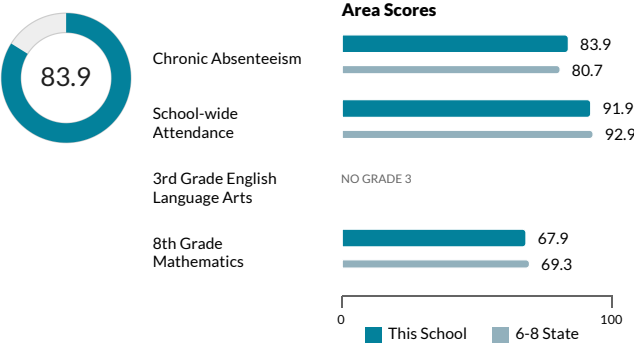 Area Scores
83.9
Chronic Absenteeism
83.9
80.7
School-wide
Attendance
91.9
92.9
3rd Grade English
Language Arts
NO GRADE 3
8th Grade
Mathematics
67.9
69.3
0
100
This School
6-8 State